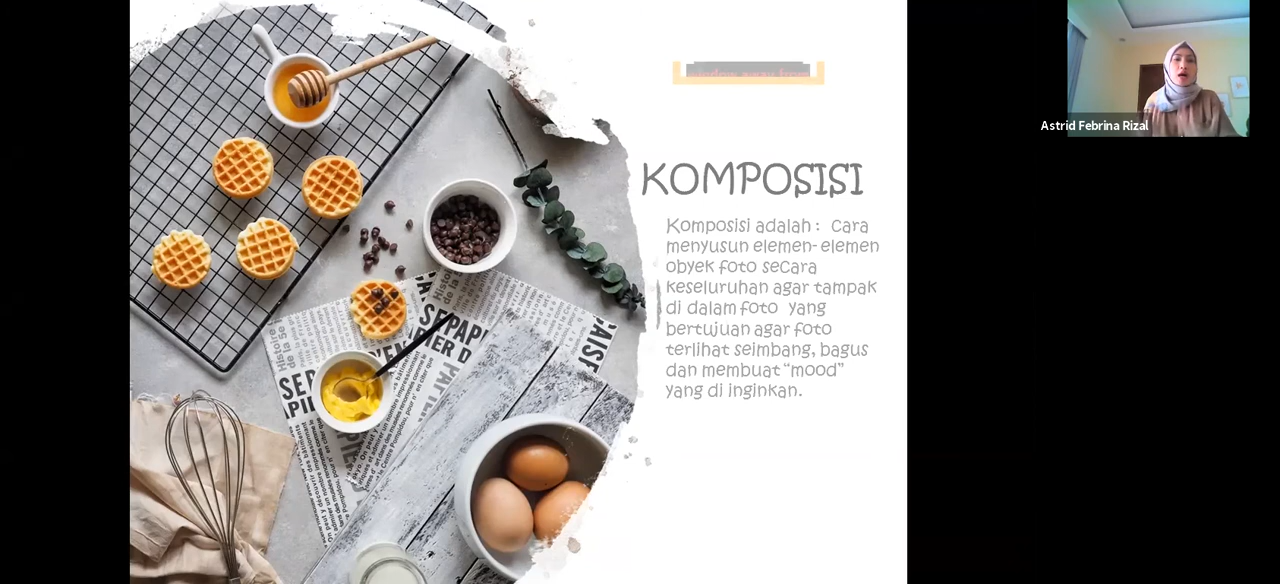 KOMPOSISI
Komposisi adalah : cara
menyusun elemen-elemen
obyek foto secara
keseluruhan agar tampak
di dalam foto yang
bertujuan agar foto
terlihat seimbang, bagus
dan membuat “mood”
yang di inginkan.
Astrid Febrina Rizal